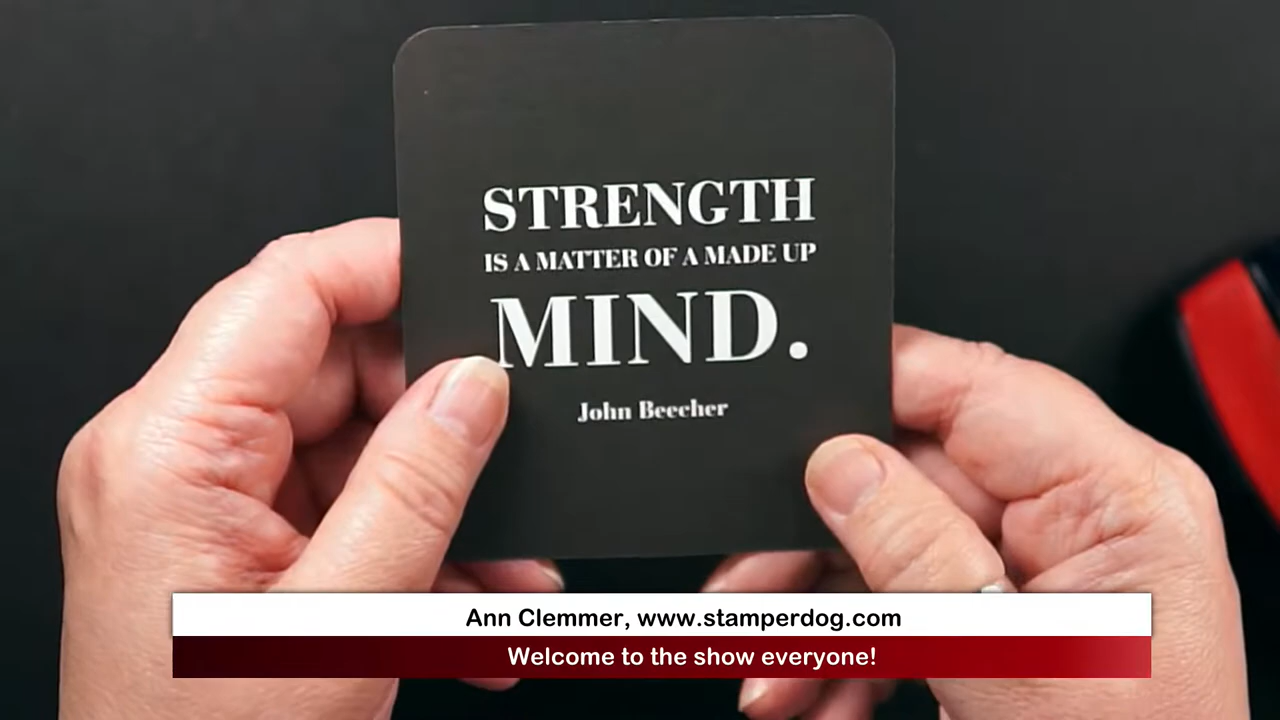 STRENGTH
IS A MATTER OF A MADE UP
MIND.
John Beecher
Ann Clemmer, www.stamperdog.com
Welcome to the show everyone!